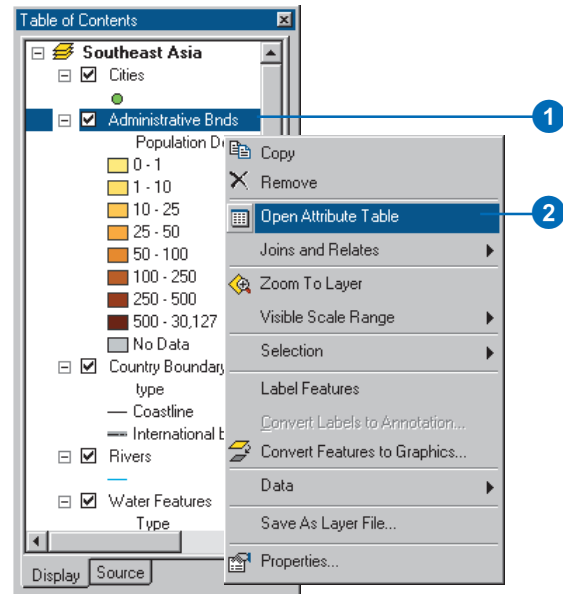 Table of Contents
Southeast Asia
Cities
Administrative Bnds
1
Population D
0 - 1
1 - 10
10 - 25
25 - 50
50 - 100
100 - 250
250 - 500
500 - 30,127
No Data
Country Boundary
type
Coastline
International
Rivers
Water Features
Type
Display
Source
Copy
Remove
Open Attribute Table
2
Joins and Relates
Zoom To Layer
Visible Scale Range
Selection
Label Features
Convert Labels to Annotation...
Convert Features to Graphics...
Data
Save As Layer File...
Properties...